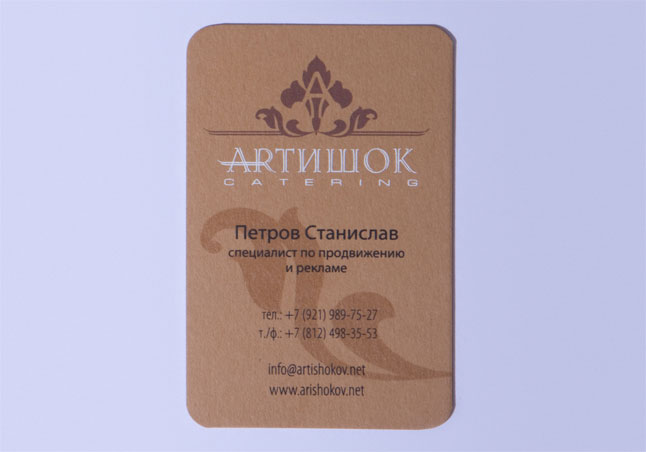 А
АRТИШОК
CATERING
Петров Станислав
специалист по продвижению
и рекламе
тел.: +7 (921) 989-75-27
т./ф.: +7 (812) 498-35-53
info@artishokov.net
www.arishokov.net